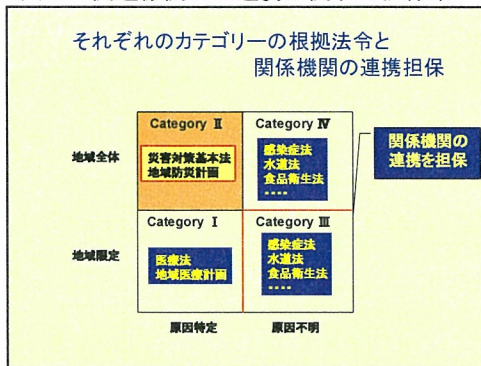 それぞれのカテゴリーの根拠法令と
関係機関の連携担保
Category Ⅱ
Category Ⅳ
地域全体
災害対策基本法
地域防災計画
感染症法
水道法
食品衛生法
....
関係機関の
連携を担保
Category Ⅰ
Category Ⅲ
地域限定
医療法
地域医療計画
感染症法
水道法
食品衛生法
....
原因特定
原因不明